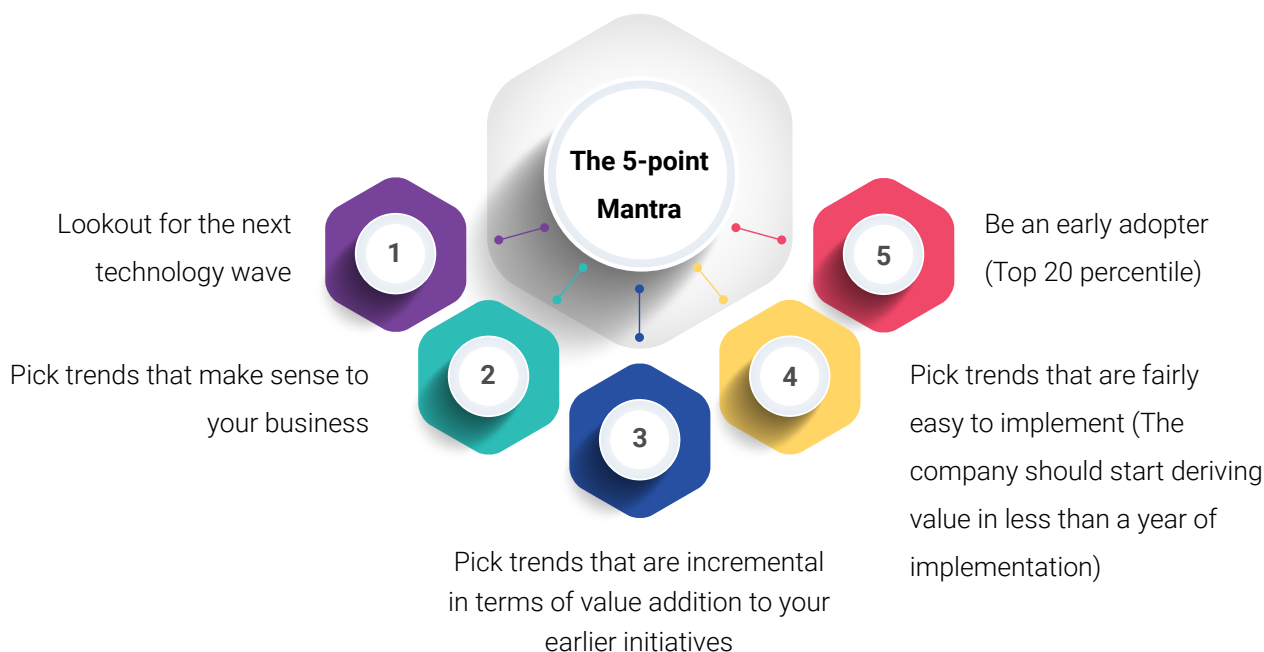 The 5-point
Mantra
1
Lookout for the next
technology wave
2
Pick trends that make sense to
your business
3
Pick trends that are incremental
in terms of value addition to your
earlier initiatives
4
Pick trends that are fairly
easy to implement (The
company should start deriving
value in less than a year of
implementation)
5
Be an early adopter
(Top 20 percentile)